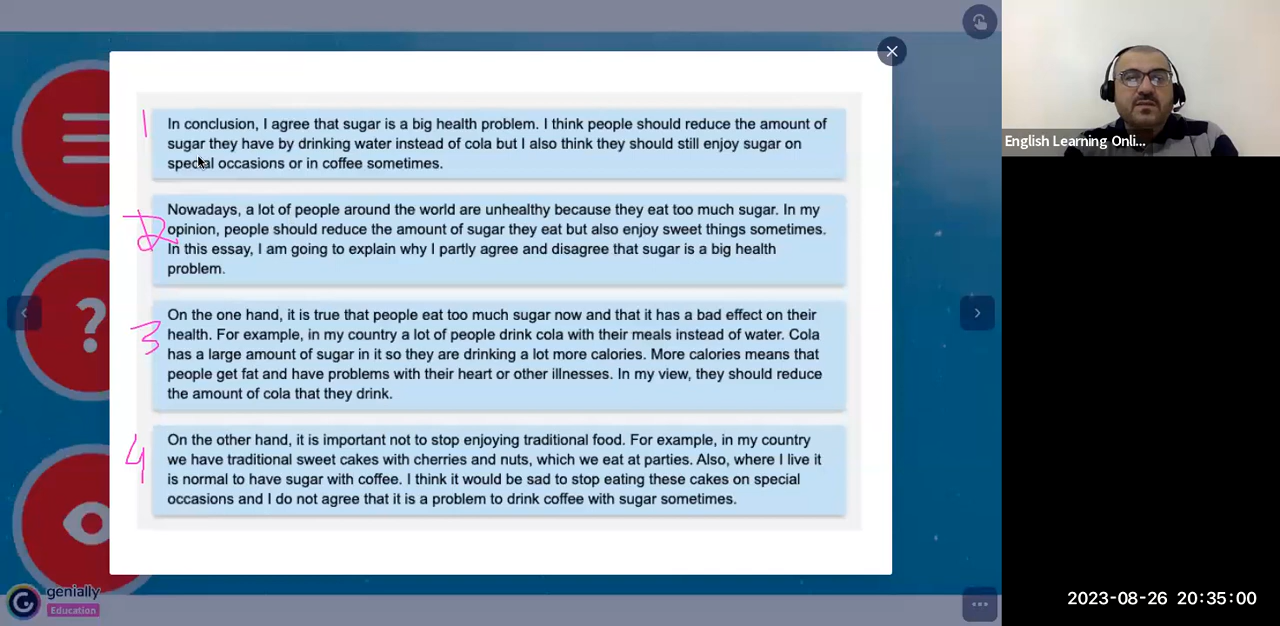 1
In conclusion, I agree that sugar is a big health problem. I think people should reduce the amount of
sugar they have by drinking water instead of cola but I also think they should still enjoy sugar on
special occasions or in coffee sometimes.
2
Nowadays, a lot of people around the world are unhealthy because they eat too much sugar. In my
opinion, people should reduce the amount of sugar they eat but also enjoy sweet things sometimes.
In this essay, I am going to explain why I partly agree and disagree that sugar is a big health
problem.
3
On the one hand, it is true that people eat too much sugar now and that it has a bad effect on their
health. For example, in my country a lot of people drink cola with their meals instead of water. Cola
has a large amount of sugar in it so they are drinking a lot more calories. More calories means that
people get fat and have problems with their heart or other illnesses. In my view, they should reduce
the amount of cola that they drink.
4
On the other hand, it is important not to stop enjoying traditional food. For example, in my country
we have traditional sweet cakes with cherries and nuts, which we eat at parties. Also, where I live it
is normal to have sugar with coffee. I think it would be sad to stop eating these cakes on special
occasions and I do not agree that it is a problem to drink coffee with sugar sometimes.
?
genially
Education
English Learning Onli...
2023-08-26 20:35:00